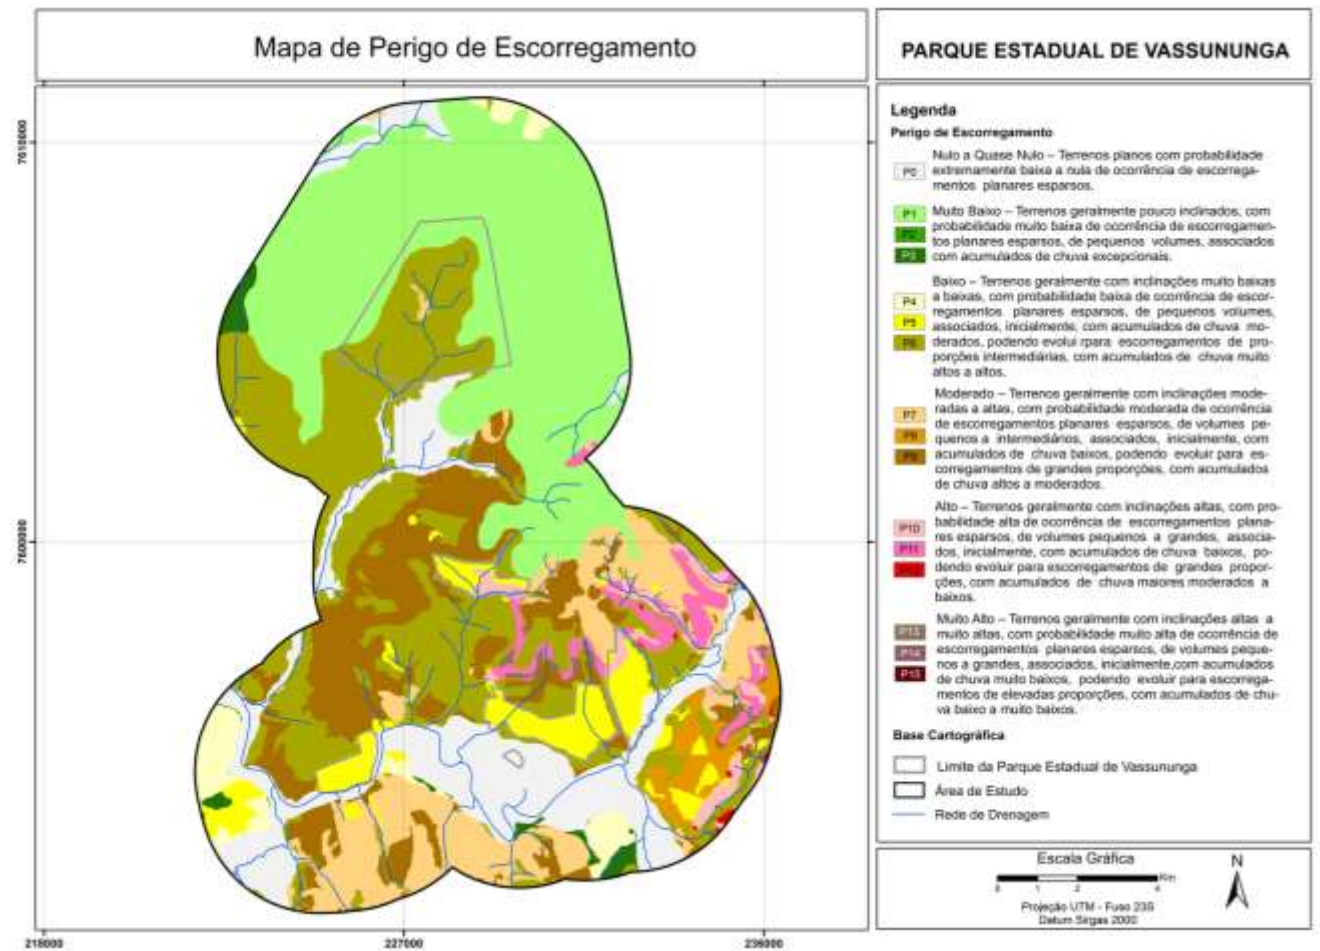 Mapa de Perigo de Escorregamento
PARQUE ESTADUAL DE VASSUNUNGA
7610000
7600000
218000
227000
236000
Legenda
Perigo de Escorregamento
P0
Nulo a Quase Nulo – Terrenos planos com probabilidade
extremamente baixa a nula de ocorrência de escorrega-
mentos planares esparsos.
P1
P2
P3
Muito Baixo – Terrenos geralmente pouco inclinados, com
probabilidade muito baixa de ocorrência de escorregamen-
tos planares esparsos, de pequenos volumes, associados
com acumulados de chuva excepcionais.
P4
P5
P6
Baixo – Terrenos geralmente com inclinações muito baixas
a baixas, com probabilidade baixa de ocorrência de escor-
regamentos planares esparsos, de pequenos volumes,
associados, inicialmente, com acumulados de chuva mo-
derados, podendo evolui rpara escorregamentos de pro-
porções intermediárias, com acumulados de chuva muito
altos a altos.
P7
P8
P9
Moderado – Terrenos geralmente com inclinações mode-
radas a altas, com probabilidade moderada de ocorrência
de escorregamentos planares esparsos, de volumes pe-
quenos a intermediários, associados, inicialmente, com
acumulados de chuva baixos, podendo evoluir para es-
corregamentos de grandes proporções, com acumulados
de chuva altos a moderados.
P10
P11
P12
Alto – Terrenos geralmente com inclinações altas, com pro-
babilidade alta de ocorrência de escorregamentos plana-
res esparsos, de volumes pequenos a grandes, associa-
dos, inicialmente, com acumulados de chuva baixos, po-
dendo evoluir para escorregamentos de grandes propor-
ções, com acumulados de chuva maiores moderados a
baixos.
P13
P14
P15
Muito Alto – Terrenos geralmente com inclinações altas a
muito altas, com probabilidade muito alta de ocorrência de
escorregamentos planares esparsos, de volumes peque-
nos a grandes, associados, inicialmente,com acumulados
de chuva muito baixos, podendo evoluir para escorrega-
mentos de elevadas proporções, com acumulados de chu-
va baixo a muito baixos.
Base Cartográfica
Limite da Parque Estadual de Vassununga
Área de Estudo
Rede de Drenagem
Escala Gráfica
0 1 2 4 Km
Projeção UTM - Fuso 23S
Datum Sirgas 2000
N